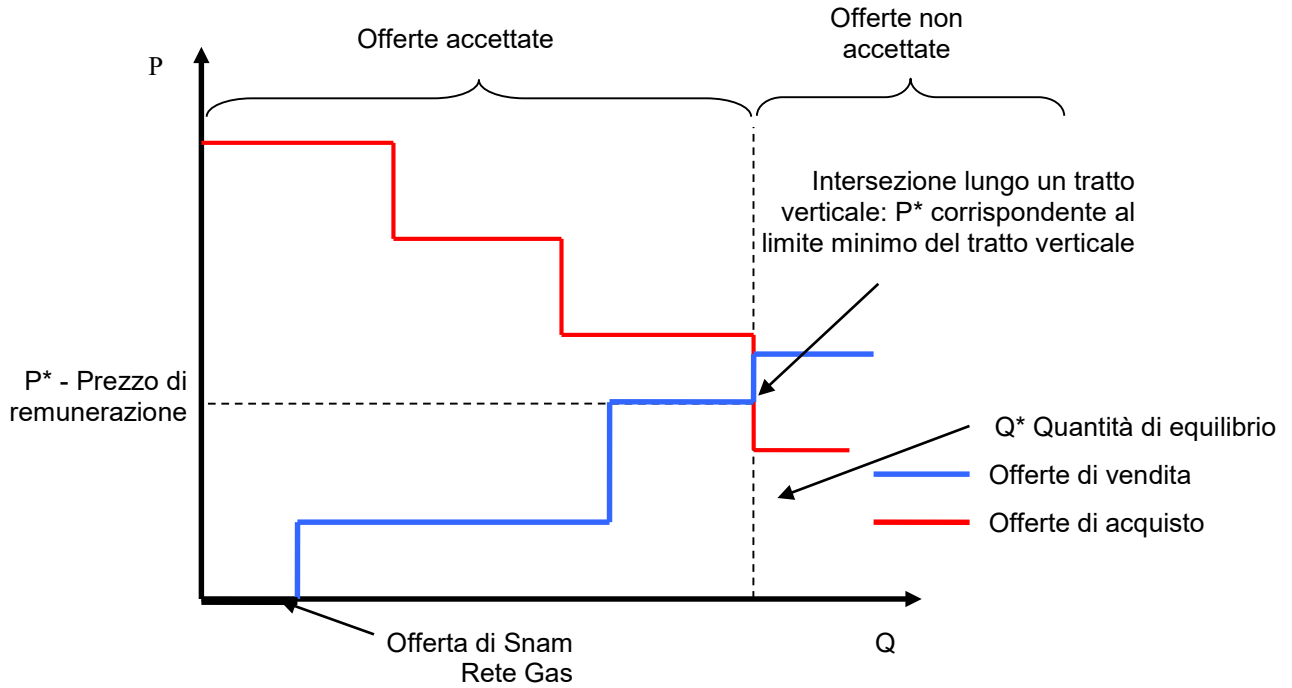 Offerte accettate
Offerte non
accettate
P
Intersezione lungo un tratto
verticale: P* corrispondente al
limite minimo del tratto verticale
P* - Prezzo di
remunerazione
Q* Quantità di equilibrio
Offerte di vendita
Offerte di acquisto
Offerta di Snam
Rete Gas
Q